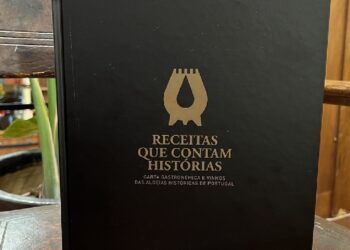 RECEITAS
QUE CONTAM
HISTÓRIAS
CARTA GASTRONÓMICA E VINHOS
DAS ALDEIAS HISTÓRICAS DE PORTUGAL